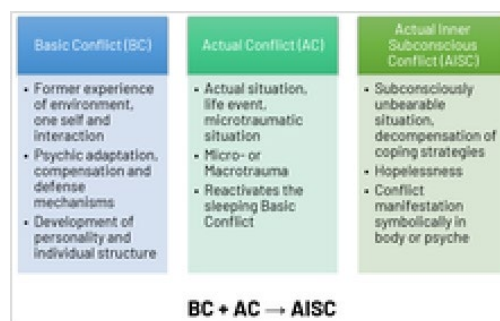 Basic Conflict (BC)
• Former experience
of environment,
one self and
interaction
• Psychic adaptation,
compensation and
defense
mechanisms
• Development of
personality and
individual structure
Actual Conflict (AC)
• Actual situation,
life event,
microtraumatic
situation
• Micro- or
Macrotrauma
• Reactivates the
sleeping Basic
Conflict
Actual Inner
Subconscious
Conflict (AISC)
• Subconsciously
unbearable
situation,
decompensation of
coping strategies
• Hopelessness
• Conflict
manifestation
symbolically in
body or psyche
BC + AC → AISC